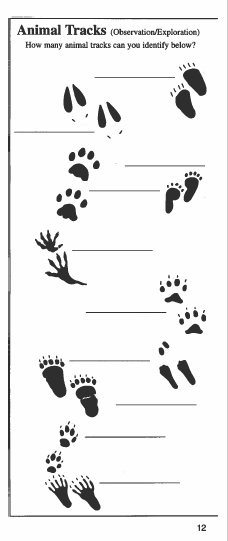 Animal Tracks (Observation/Exploration)
How many animal tracks can you identify below?
12